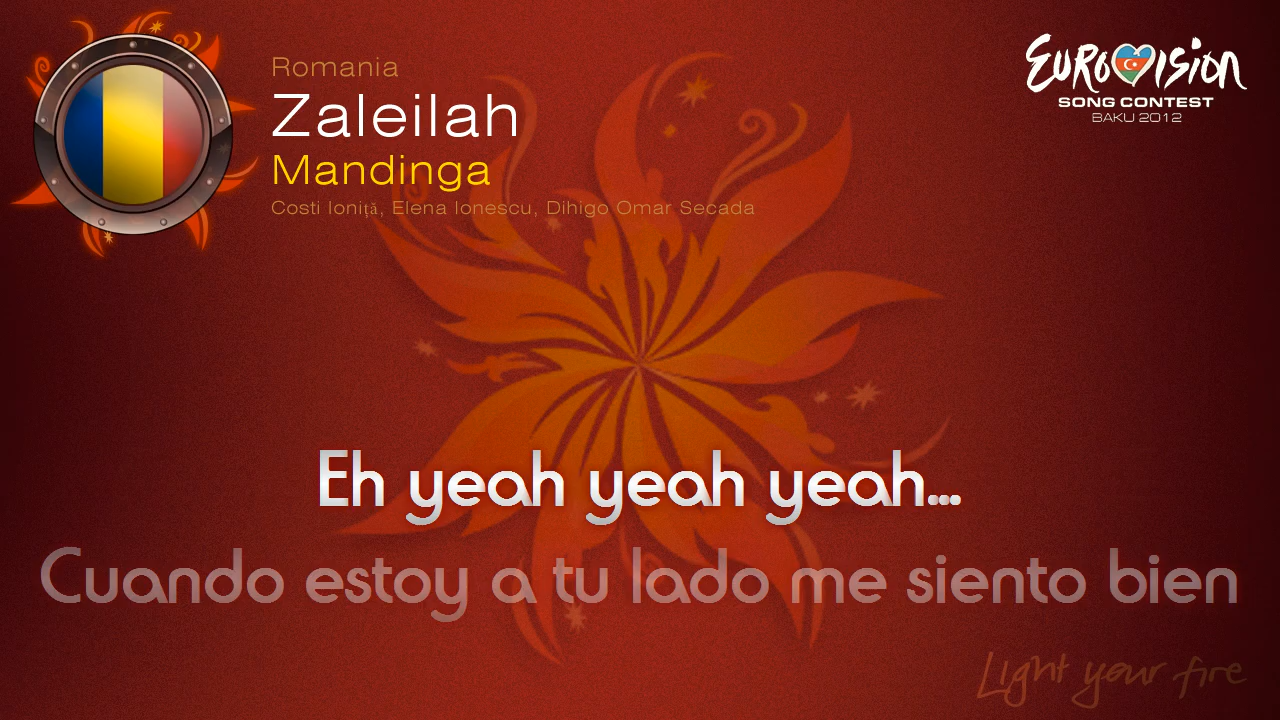 Romania
Zaleilah
Mandinga
Costi Ioniță, Elena Ionescu, Dihigo Omar Secada
EUROVISION
SONG CONTEST
BAKU 2012
Eh yeah yeah yeah...
Cuando estoy a tu lado me siento bien
Light your fire